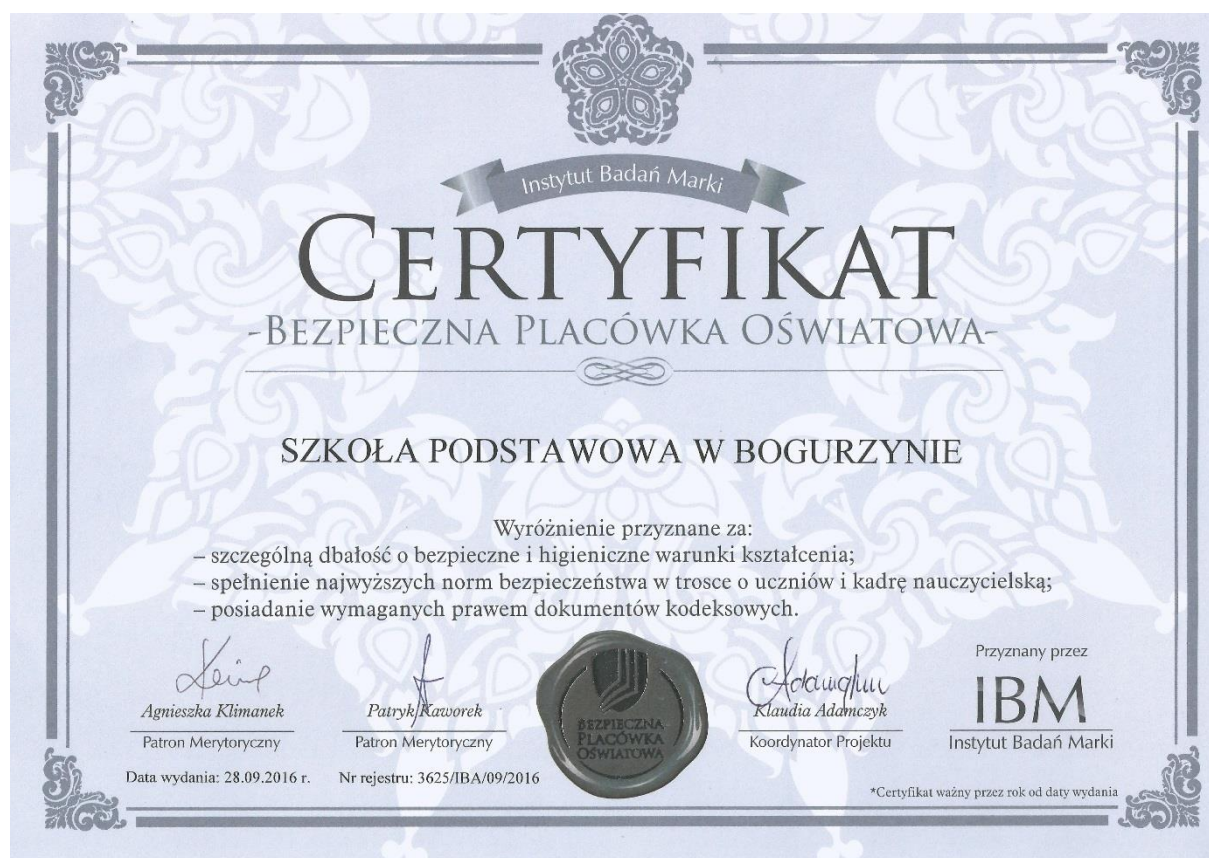 Instytut Badań Marki
CERTYFIKAT
-BEZPIECZNA PLACÓWKA OŚWIATOWA-
SZKOŁA PODSTAWOWA W BOGURZYNIE
Wyróżnienie przyznane za:
– szczególną dbałość o bezpieczne i higieniczne warunki kształcenia;
– spełnienie najwyższych norm bezpieczeństwa w trosce o uczniów i kadrę nauczycielską;
– posiadanie wymaganych prawem dokumentów kodeksowych.
Agnieszka Klimanek
Patron Merytoryczny
Patryk Kaworek
Patron Merytoryczny
BEZPIECZNA
PLACÓWKA
OŚWIATOWA
Klaudia Adamczyk
Koordynator Projektu
Przyznany przez
IBM
Instytut Badań Marki
Data wydania: 28.09.2016 r. Nr rejestru: 3625/IBA/09/2016
*Certyfikat ważny przez rok od daty wydania